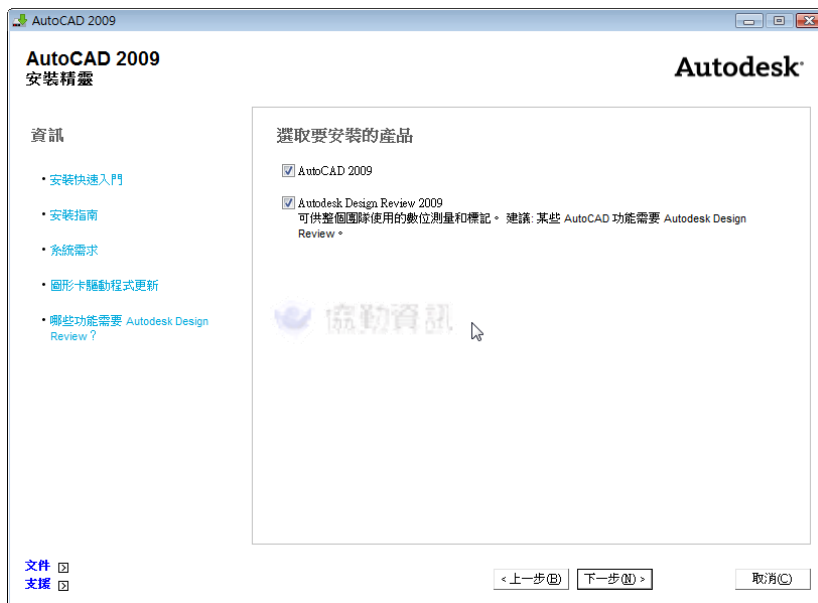 AutoCAD 2009
AutoCAD 2009
安裝精靈
Autodesk
資訊
• 安裝快速入門
• 安裝指南
• 系統需求
• 圖形卡驅動程式更新
• 哪些功能需要 Autodesk Design
Review？
選取要安裝的產品
AutoCAD 2009
Autodesk Design Review 2009
可供整個團隊使用的數位測量和標記。 建議: 某些 AutoCAD 功能需要 Autodesk Design
Review。
協勤資訊
文件
支援
<上一步(B)
下一步(N) >
取消(C)